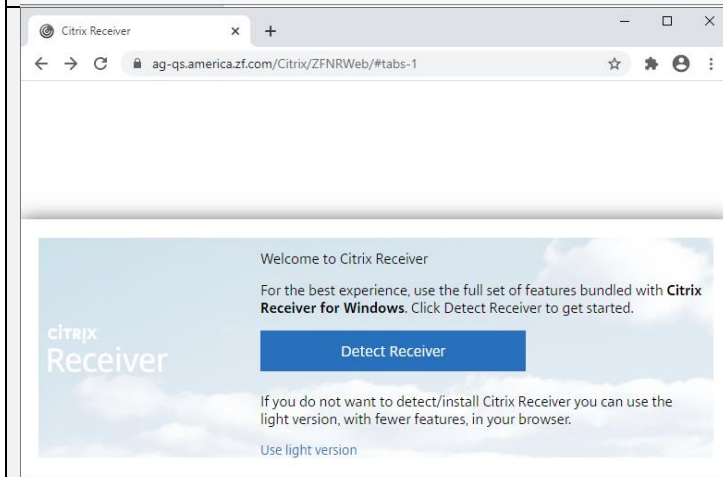 Citrix Receiver
ag-qs.america.zf.com/Citrix/ZFNRWeb/#tabs-1
Welcome to Citrix Receiver
For the best experience, use the full set of features bundled with Citrix
Receiver for Windows. Click Detect Receiver to get started.
CİTRIX
Receiver
Detect Receiver
If you do not want to detect/install Citrix Receiver you can use the
light version, with fewer features, in your browser.
Use light version